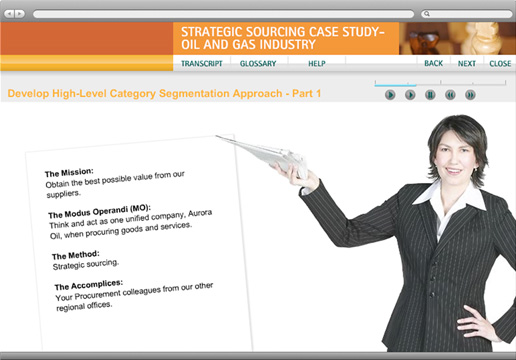 STRATEGIC SOURCING CASE STUDY-
OIL AND GAS INDUSTRY
TRANSCRIPT GLOSSARY HELP BACK NEXT CLOSE
Develop High-Level Category Segmentation Approach - Part 1
The Mission:
Obtain the best possible value from our
suppliers.
The Modus Operandi (MO):
Think and act as one unified company, Aurora
Oil, when procuring goods and services.
The Method:
Strategic sourcing.
The Accomplices:
Your Procurement colleagues from our other
regional offices.